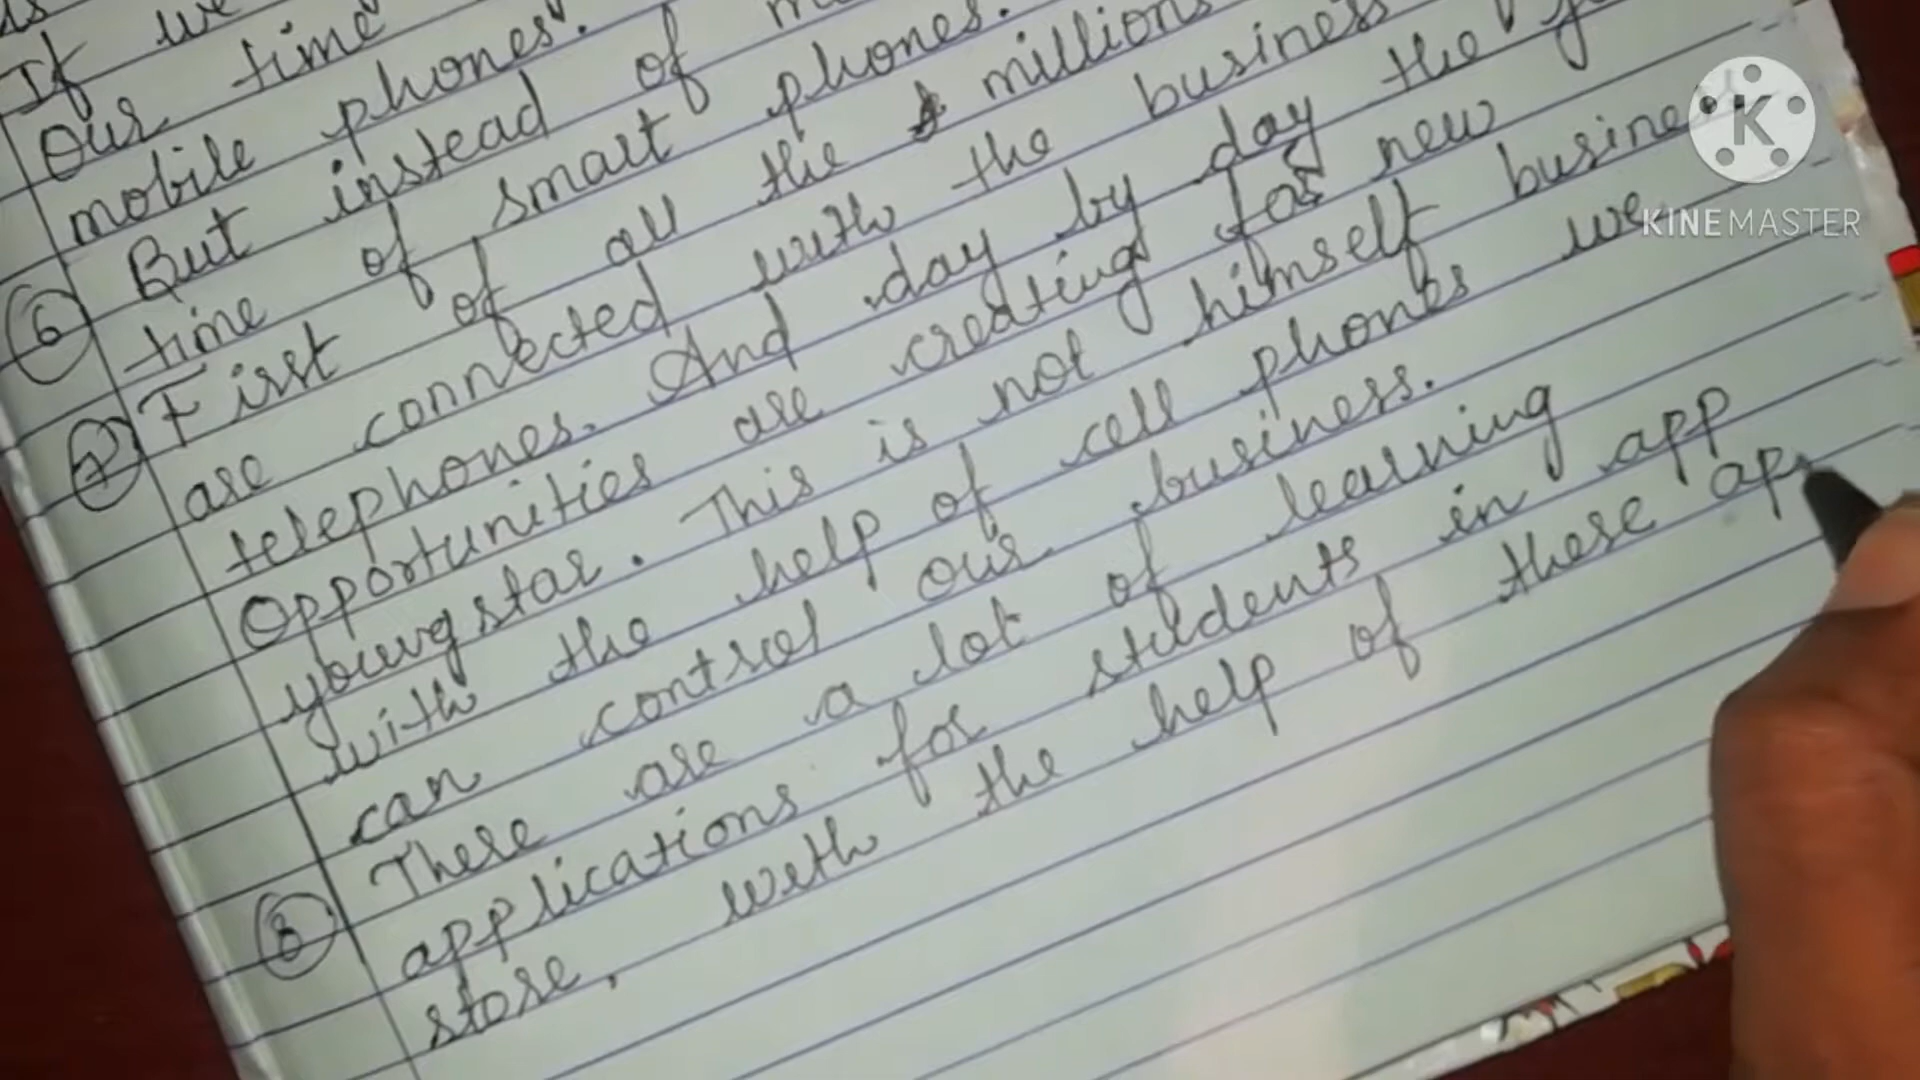 If we
Our time
mobile phones".
But instead of
⑥ time of smart phones.
⑦ First of all the millions
are connected with the business
telephones. And day by day the
Opportunities are creating for new
youngstar. This is not himself busines
with the help of cell phones we
can control our business.
There are a lot of learning
⑧ applications for students in app
store, with the help of these ap
K
KINEMASTER